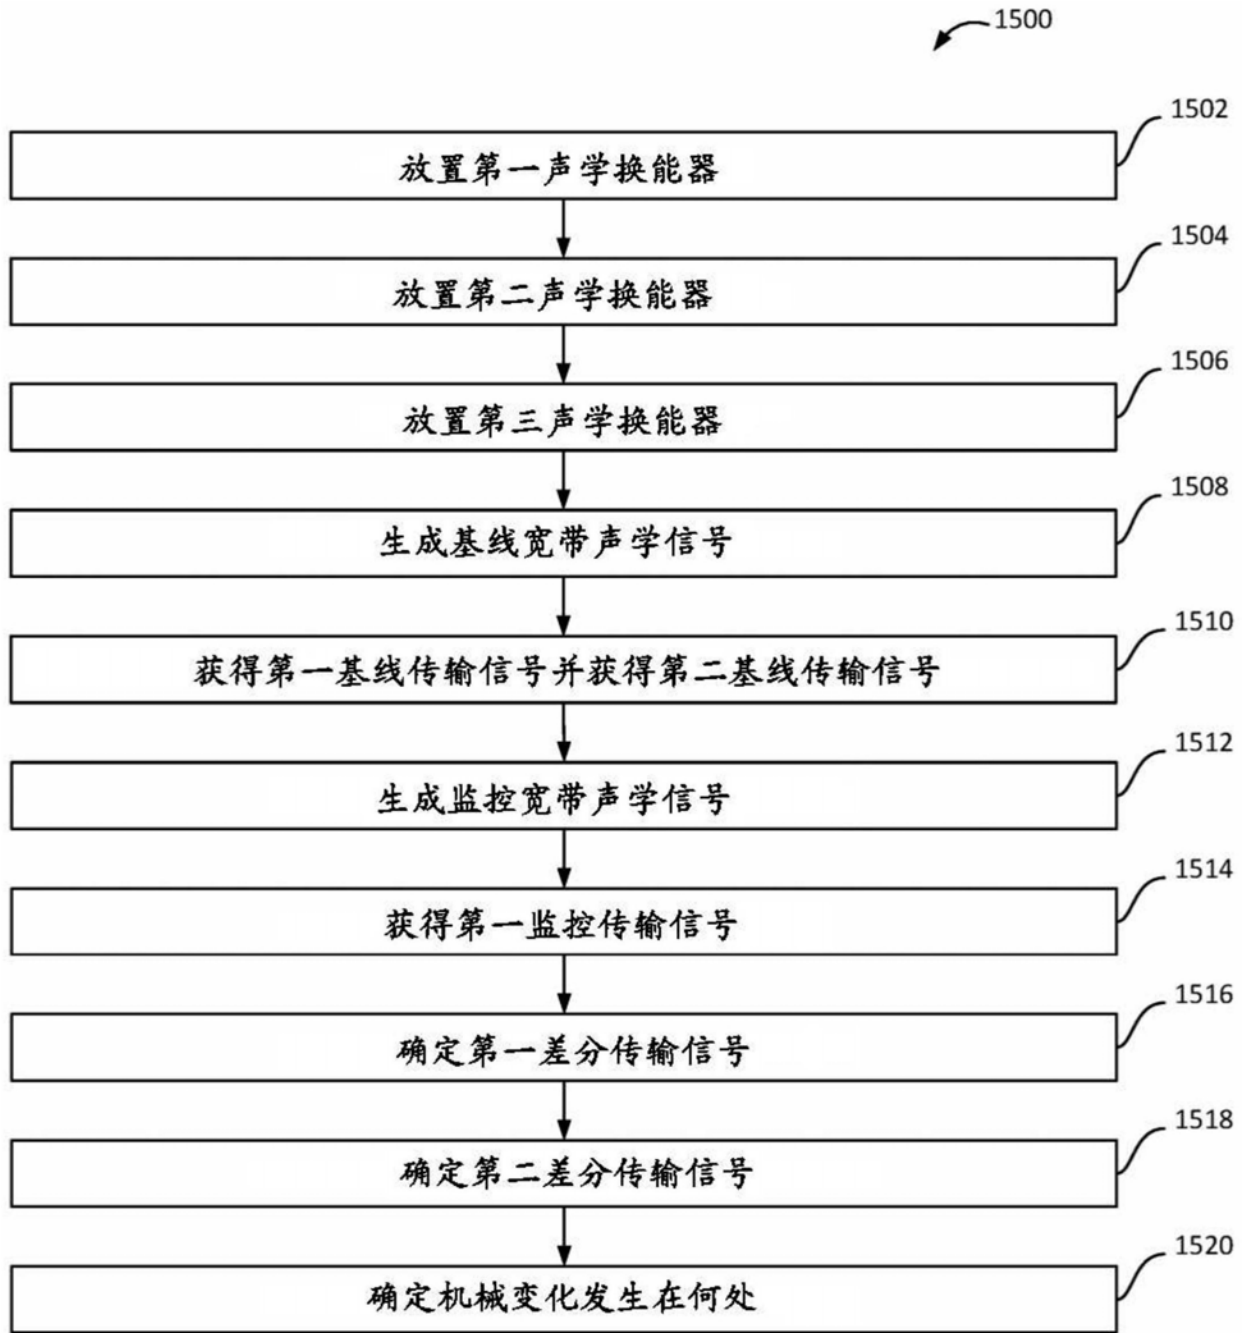 1500
1502
放置第一声学换能器
1504
放置第二声学换能器
1506
放置第三声学换能器
1508
生成基线宽带声学信号
1510
获得第一基线传输信号并获得第二基线传输信号
1512
生成监控宽带声学信号
1514
获得第一监控传输信号
1516
确定第一差分传输信号
1518
确定第二差分传输信号
1520
确定机械变化发生在何处